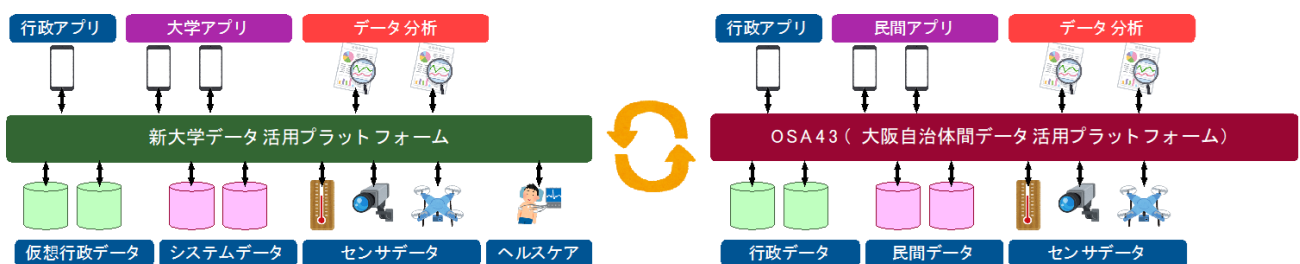 行政アプリ
大学アプリ
データ分析
新大学データ活用プラットフォーム
仮想行政データ
システムデータ
センサデータ
ヘルスケア
行政アプリ
民間アプリ
データ分析
OSA43(大阪自治体間データ活用プラットフォーム)
行政データ
民間データ
センサデータ